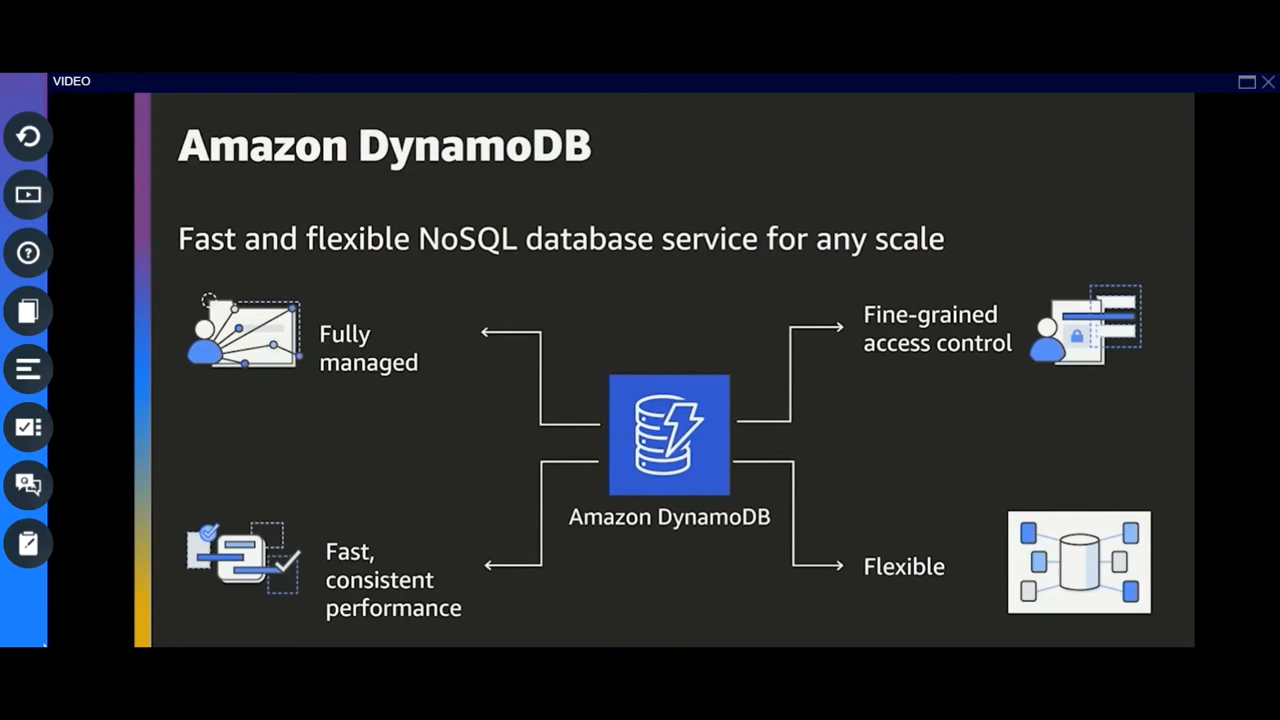 VIDEO
Amazon DynamoDB
Fast and flexible NoSQL database service for any scale
Fully
managed
Fine-grained
access control
Amazon DynamoDB
Fast,
consistent
performance
Flexible